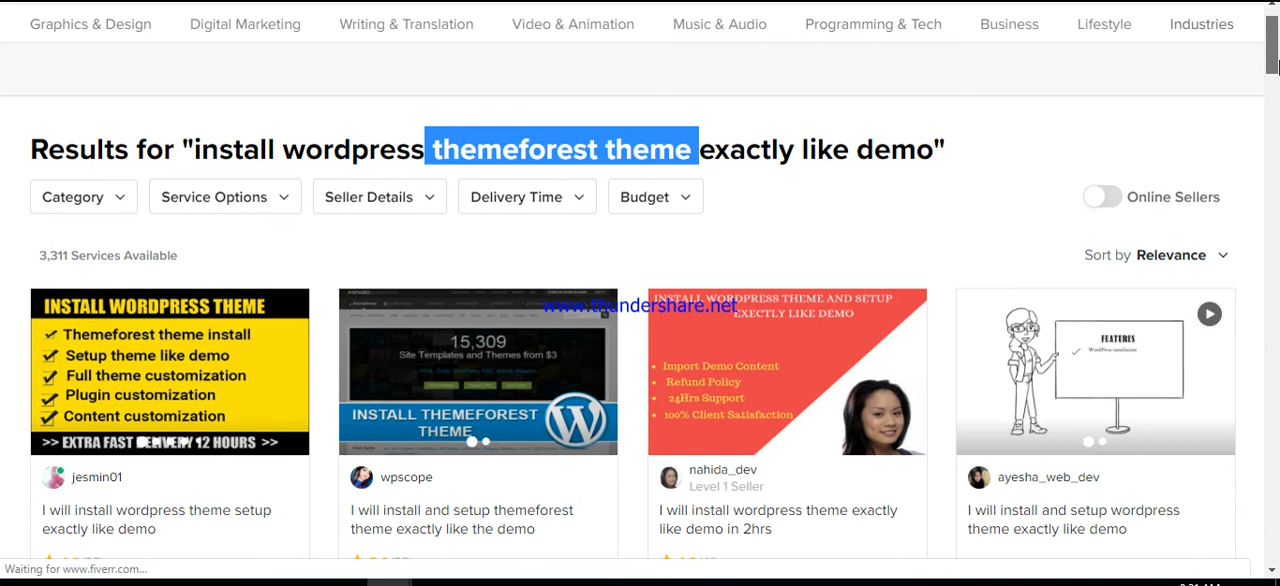 Graphics & Design Digital Marketing Writing & Translation Video & Animation Music & Audio Programming & Tech Business Lifestyle Industries
Results for "install wordpress themeforest theme exactly like demo"
Category Service Options Seller Details Delivery Time Budget Online Sellers
3,311 Services Available Sort by Relevance
INSTALL WORDPRESS THEME
Themeforest theme install
Setup theme like demo
Full theme customization
Plugin customization
Content customization
>> EXTRA FAST DELIVERY 12 HOURS >>
jesmin01
I will install wordpress theme setup
exactly like demo
www.thundershare.net
15,309
Site Templates and Themes from $3
INSTALL THEMEFOREST
THEME
wpscope
I will install and setup themeforest
theme exactly like the demo
INSTALL WORDPRESS THEME AND SETUP
EXECTLY LIKE DEMO
Import Demo Content
Refund Policy
24Hrs Support
100% Client Satisfaction
nahida_dev
Level 1 Seller
I will install wordpress theme exactly
like demo in 2hrs
FEATURES
WordPress installation
ayesha_web_dev
I will install and setup wordpress
theme exactly like demo
Waiting for www.fiverr.com...